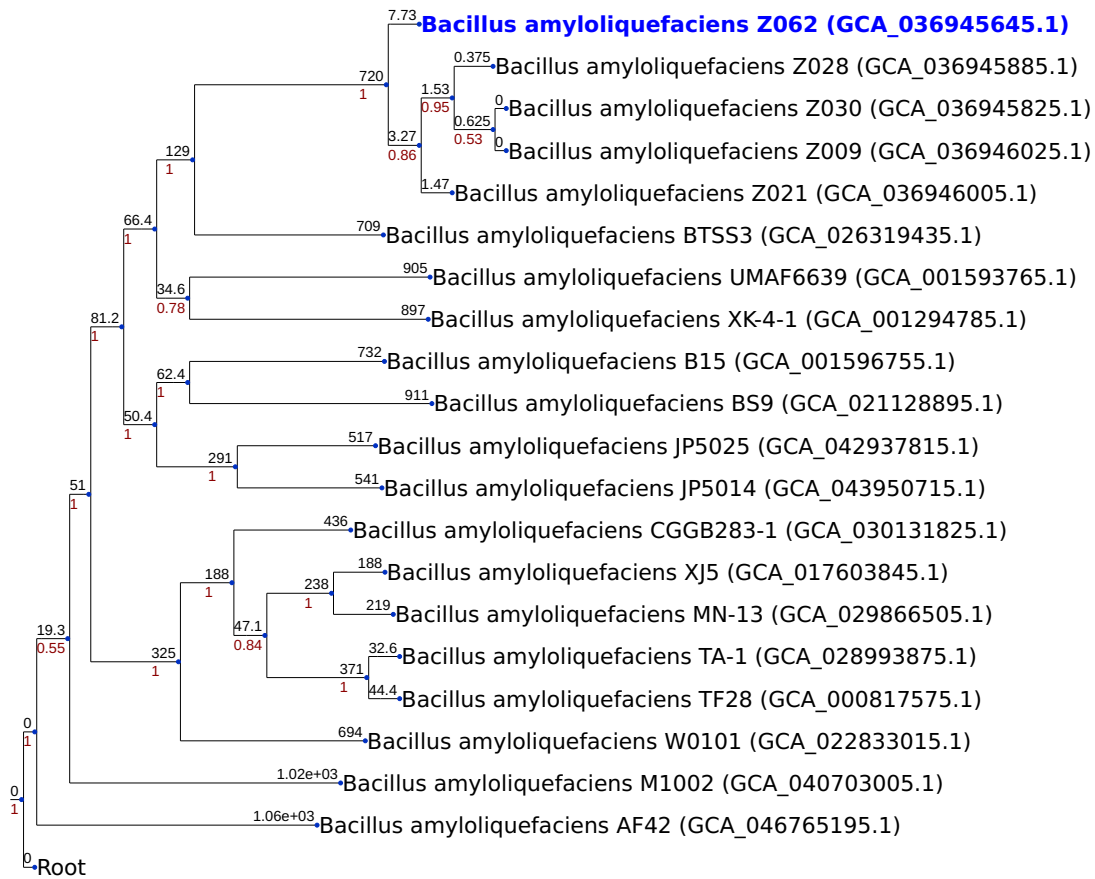 7.73
Bacillus amyloliquefaciens Z062 (GCA_036945645.1)
0.375
Bacillus amyloliquefaciens Z028 (GCA_036945885.1)
720
1
1.53
0.95
0
Bacillus amyloliquefaciens Z030 (GCA_036945825.1)
0.625
0.53
3.27
0.86
0
Bacillus amyloliquefaciens Z009 (GCA_036946025.1)
129
1
1.47
Bacillus amyloliquefaciens Z021 (GCA_036946005.1)
66.4
1
709
Bacillus amyloliquefaciens BTSS3 (GCA_026319435.1)
905
Bacillus amyloliquefaciens UMAF6639 (GCA_001593765.1)
34.6
0.78
897
Bacillus amyloliquefaciens XK-4-1 (GCA_001294785.1)
81.2
1
732
Bacillus amyloliquefaciens B15 (GCA_001596755.1)
62.4
1
911
Bacillus amyloliquefaciens BS9 (GCA_021128895.1)
50.4
1
517
Bacillus amyloliquefaciens JP5025 (GCA_042937815.1)
291
1
541
Bacillus amyloliquefaciens JP5014 (GCA_043950715.1)
51
1
436
Bacillus amyloliquefaciens CGGB283-1 (GCA_030131825.1)
188
1
188
Bacillus amyloliquefaciens XJ5 (GCA_017603845.1)
238
1
219
Bacillus amyloliquefaciens MN-13 (GCA_029866505.1)
47.1
0.84
19.3
0.55
32.6
Bacillus amyloliquefaciens TA-1 (GCA_028993875.1)
325
1
371
1
44.4
Bacillus amyloliquefaciens TF28 (GCA_000817575.1)
0
1
694
Bacillus amyloliquefaciens W0101 (GCA_022833015.1)
1.02e+03
Bacillus amyloliquefaciens M1002 (GCA_040703005.1)
0
1
1.06e+03
Bacillus amyloliquefaciens AF42 (GCA_046765195.1)
0
Root